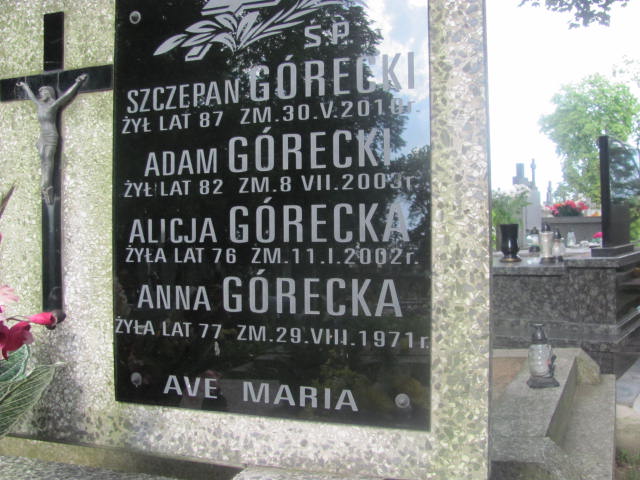 Ś.P.
SZCZEPAN GÓRECKI
ŻYŁ LAT 87 ZM.30.V.2010r.
ADAM GÓRECKI
ŻYŁ LAT 82 ZM.8 VII.2003r.
ALICJA GÓRECKA
ŻYŁA LAT 76 ZM.11.I.2002r.
ANNA GÓRECKA
ŻYŁA LAT 77 ZM.29.VIII.1971r.
AVE MARIA